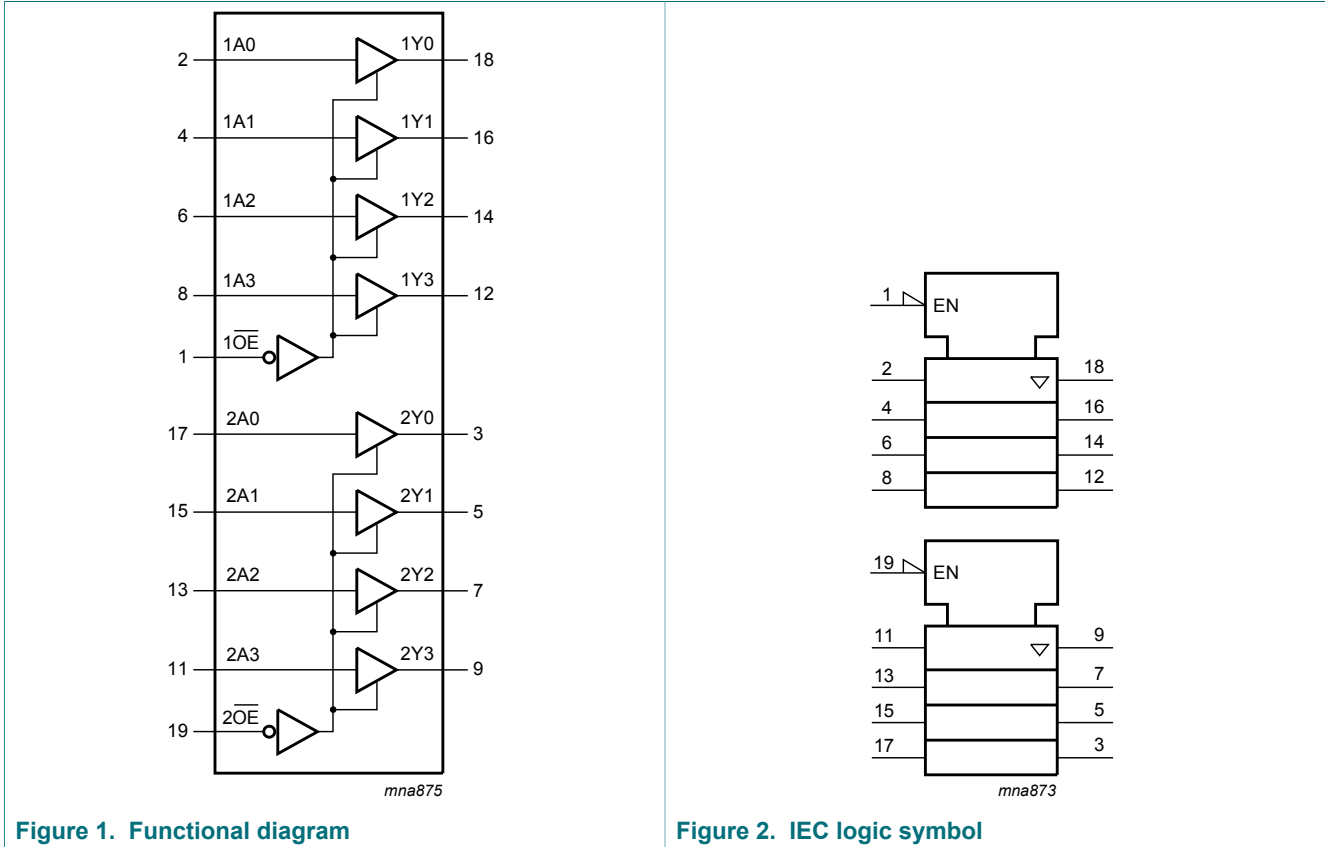 1A0 1Y0
2 18
1A1 1Y1
4 16
1A2 1Y2
6 14
1A3 1Y3
8 12
1O̅E̅
1
2A0 2Y0
17 3
2A1 2Y1
15 5
2A2 2Y2
13 7
2A3 2Y3
11 9
2O̅E̅
19
mna875
Figure 1. Functional diagram
1 EN
2 18
4 16
6 14
8 12
19 EN
11 9
13 7
15 5
17 3
mna873
Figure 2. IEC logic symbol